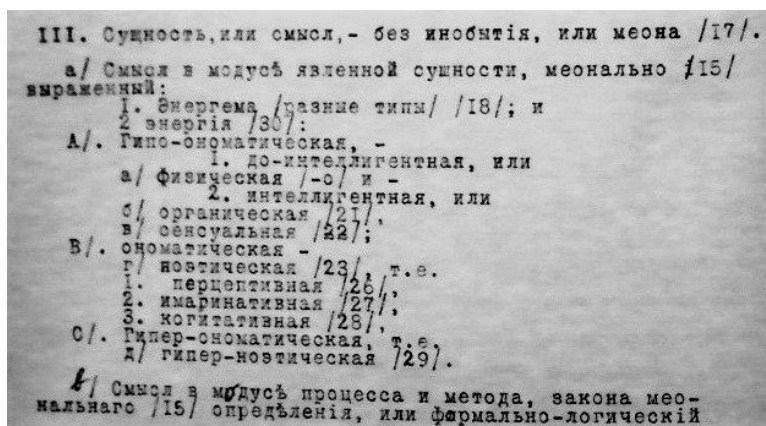 III. Сущность,или смысл,- без инобытія, или меона /17/.
а/ Смысл в модусѣ явленной сущности, меонально /15/
выраженный:
1. Энергема /разные типы/ /18/; и
2 энергія /30/:
А/. Гипо-ономатическая, -
1. до-интеллигентная, или
а/ физическая /-о/ и -
2. интеллигентная, или
б/ органическая /21/,
в/ сенсуальная /22/;
В/. ономатическая -
г/ ноэтическая /23/, т.е.
1. перцептивная /26/,
2. имаринативная /27/,
3. когитативная /28/,
С/. Гипер-ономатическая, т.е.
д/ гипер-ноэтическая /29/.
в/ Смысл в модусѣ процесса и метода, закона мео-
нальнаго /15/ опредѣленія, или формально-логическій